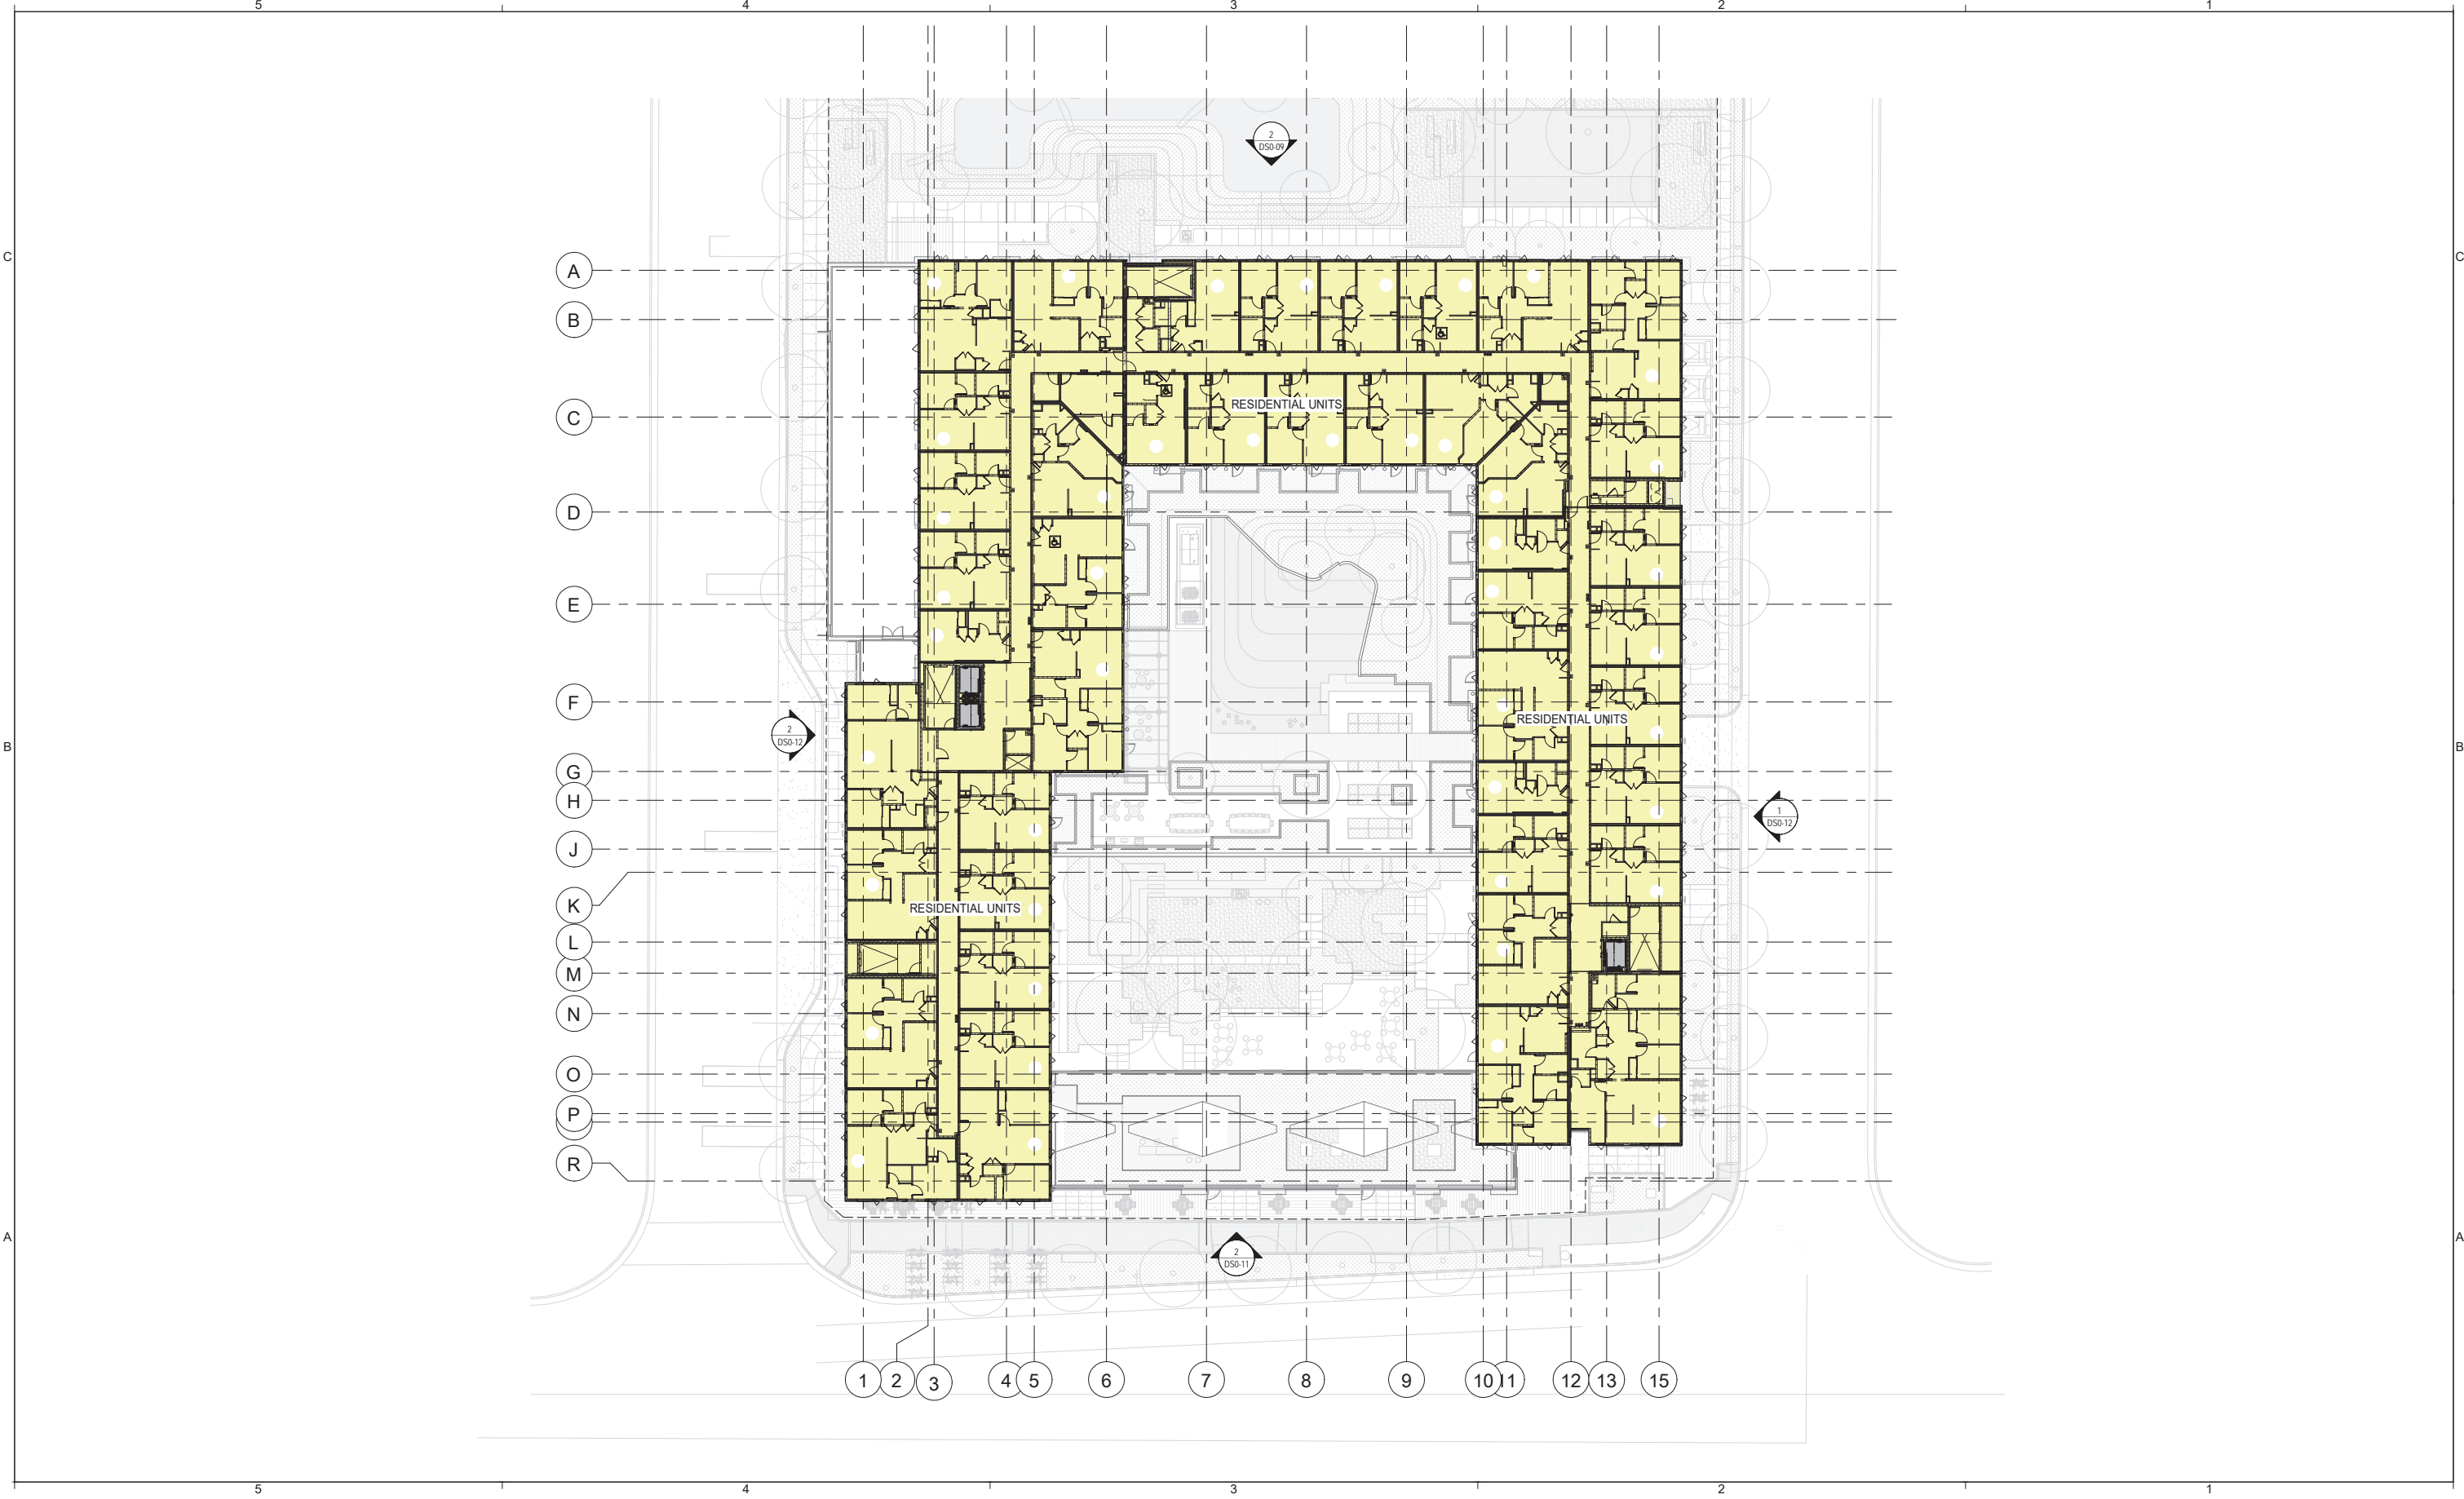 5 4 3 2 1
2
DS0-09
C C
A
B
RESIDENTIAL UNITS
C
D
E
F
RESIDENTIAL UNITS
2
DS0-12
B B
G
H
1
DS0-12
J
K
RESIDENTIAL UNITS
L
M
N
O
P
R
A A
2
DS0-11
1 2 3 4 5 6 7 8 9 10 11 12 13 15
5 4 3 2 1